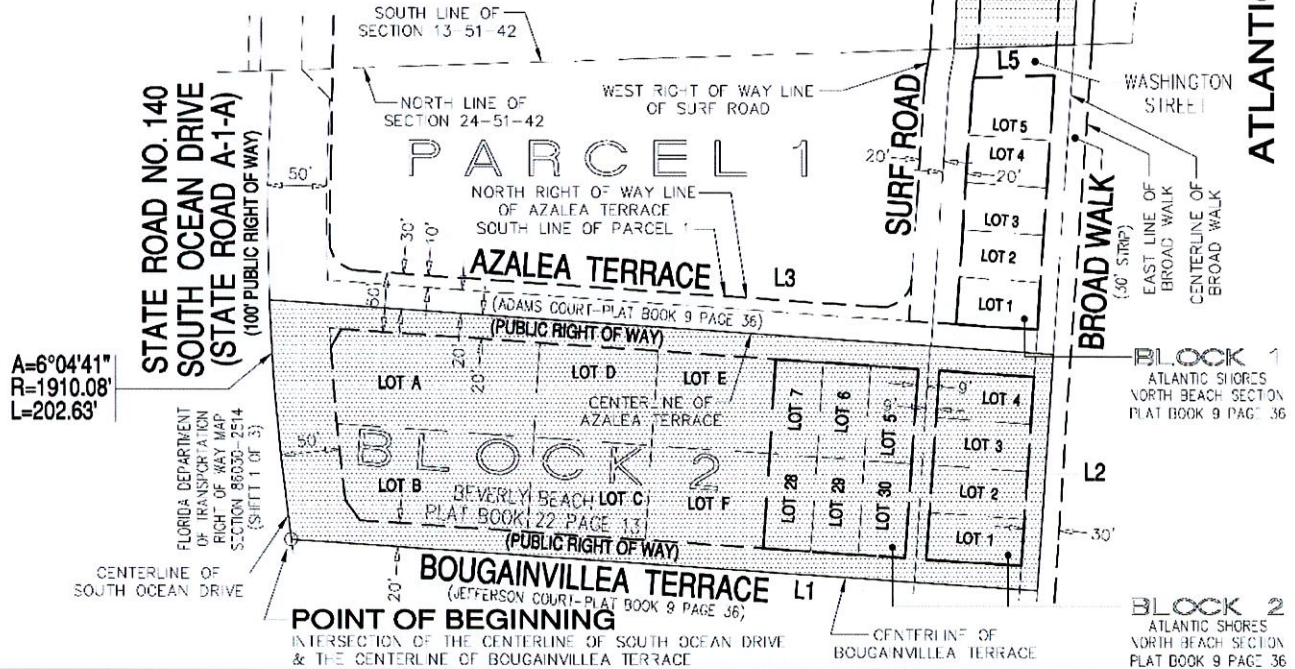 SOUTH LINE OF
SECTION 13-51-42
ATLANTIC
L5
WASHINGTON
STREET
WEST RIGHT OF WAY LINE
OF SURF ROAD
NORTH LINE OF
SECTION 24-51-42
STATE ROAD NO. 140
SOUTH OCEAN DRIVE
(STATE ROAD A-1-A)
(100' PUBLIC RIGHT OF WAY)
PARCEL 1
SURF ROAD
LOT 5
LOT 4
LOT 3
LOT 2
LOT 1
20'
20'
50'
NORTH RIGHT OF WAY LINE
OF AZALEA TERRACE
SOUTH LINE OF PARCEL 1
BROAD WALK
(30' STRIP)
EAST LINE OF
BROAD WALK
CENTERLINE OF
BROAD WALK
30'
10'
50'
AZALEA TERRACE
L3
(ADAMS COURT-PLAT BOOK 9 PAGE 36)
(PUBLIC RIGHT OF WAY)
A=6°04'41"
R=1910.08'
L=202.63'
20'
20'
LOT A
LOT D
LOT E
CENTERLINE OF
AZALEA TERRACE
LOT 7
LOT 6
LOT 5
9'
9'
LOT 4
LOT 3
LOT 2
LOT 1
BLOCK 1
ATLANTIC SHORES
NORTH BEACH SECTION
PLAT BOOK 9 PAGE 36
FLORIDA DEPARTMENT
OF TRANSPORTATION
RIGHT OF WAY MAP
SECTION 86030-2514
(SHEET 1 OF 3)
50'
BLOCK 2
LOT B
BEVERLY BEACH
PLAT BOOK 22 PAGE 13
LOT C
LOT F
LOT 28
LOT 29
LOT 30
L2
30'
(PUBLIC RIGHT OF WAY)
CENTERLINE OF
SOUTH OCEAN DRIVE
20'
BOUGAINVILLEA TERRACE
L1
(JEFFERSON COURT-PLAT BOOK 9 PAGE 36)
POINT OF BEGINNING
INTERSECTION OF THE CENTERLINE OF SOUTH OCEAN DRIVE
& THE CENTERLINE OF BOUGAINVILLEA TERRACE
CENTERLINE OF
BOUGAINVILLEA TERRACE
BLOCK 2
ATLANTIC SHORES
NORTH BEACH SECTION
PLAT BOOK 9 PAGE 36